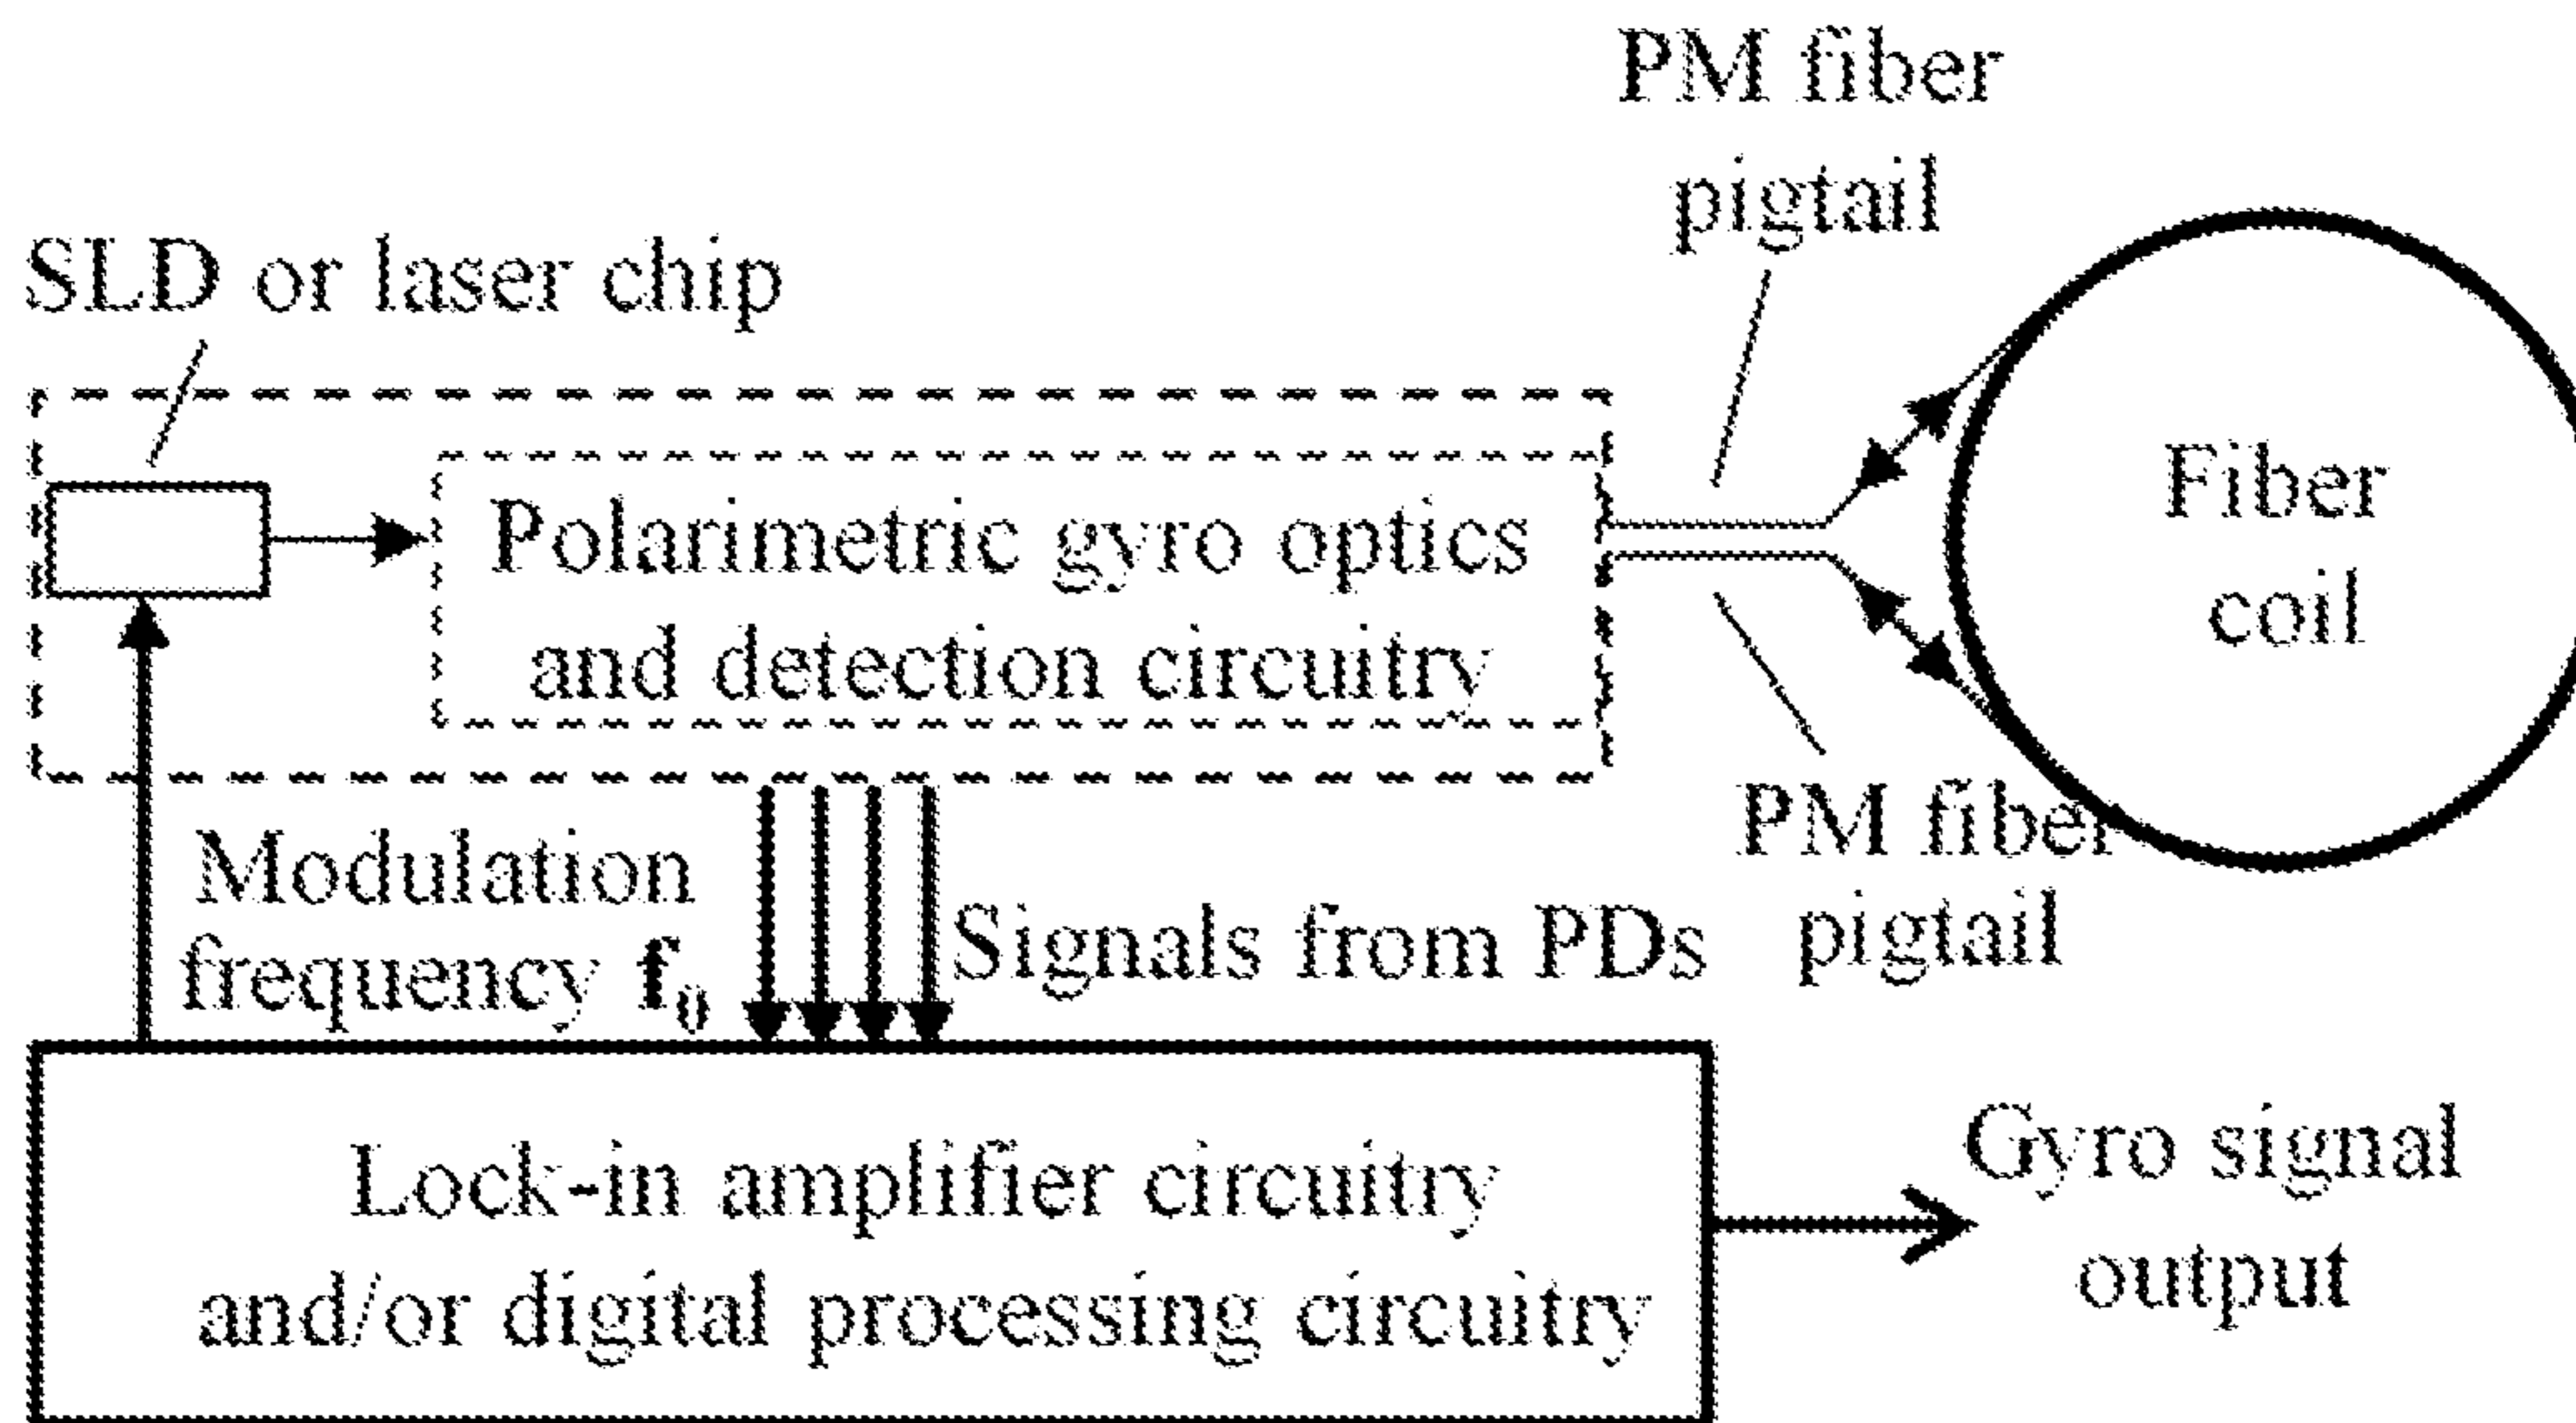 PM fiber
pigtail
SLD or laser chip
Polarimetric gyro optics
and detection circuitry
Fiber
coil
PM fiber
pigtail
Modulation
frequency f₀
Signals from PDs
Lock-in amplifier circuitry
and/or digital processing circuitry
Gyro signal
output